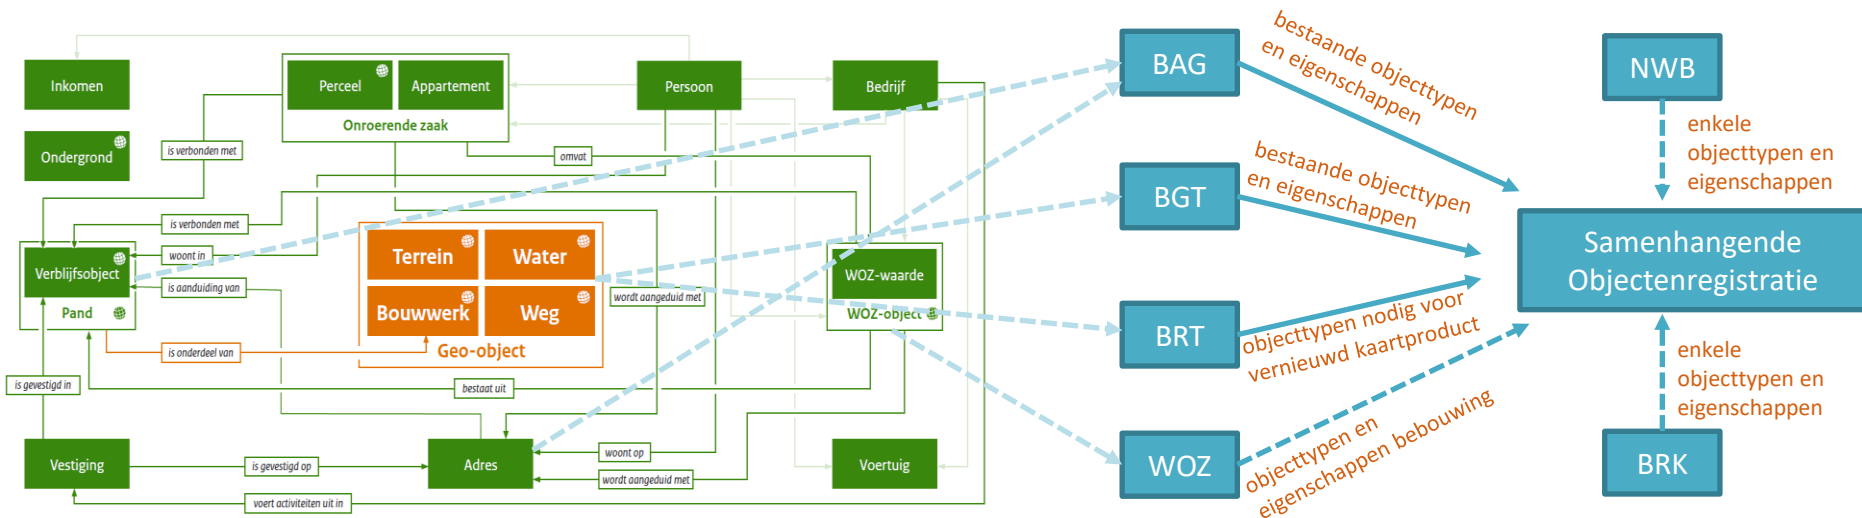 Inkomen
Perceel
Appartement
Onroerende zaak
Persoon
Bedrijf
Ondergrond
is verbonden met
omvat
is verbonden met
woont in
Verblijfsobject
is aanduiding van
Pand
Terrein
Water
Bouwwerk
Weg
Geo-object
wordt aangeduid met
WOZ-waarde
WOZ-object
is onderdeel van
is gevestigd in
bestaat uit
Vestiging
is gevestigd op
Adres
woont op
wordt aangeduid met
Voertuig
voert activiteiten uit in
BAG
bestaande objecttypen
en eigenschappen
BGT
bestaande objecttypen
en eigenschappen
BRT
objecttypen nodig voor
vernieuwd kaartproduct
WOZ
objecttypen en
eigenschappen bebouwing
NWB
enkele
objecttypen en
eigenschappen
Samenhangende
Objectenregistratie
enkele
objecttypen en
eigenschappen
BRK